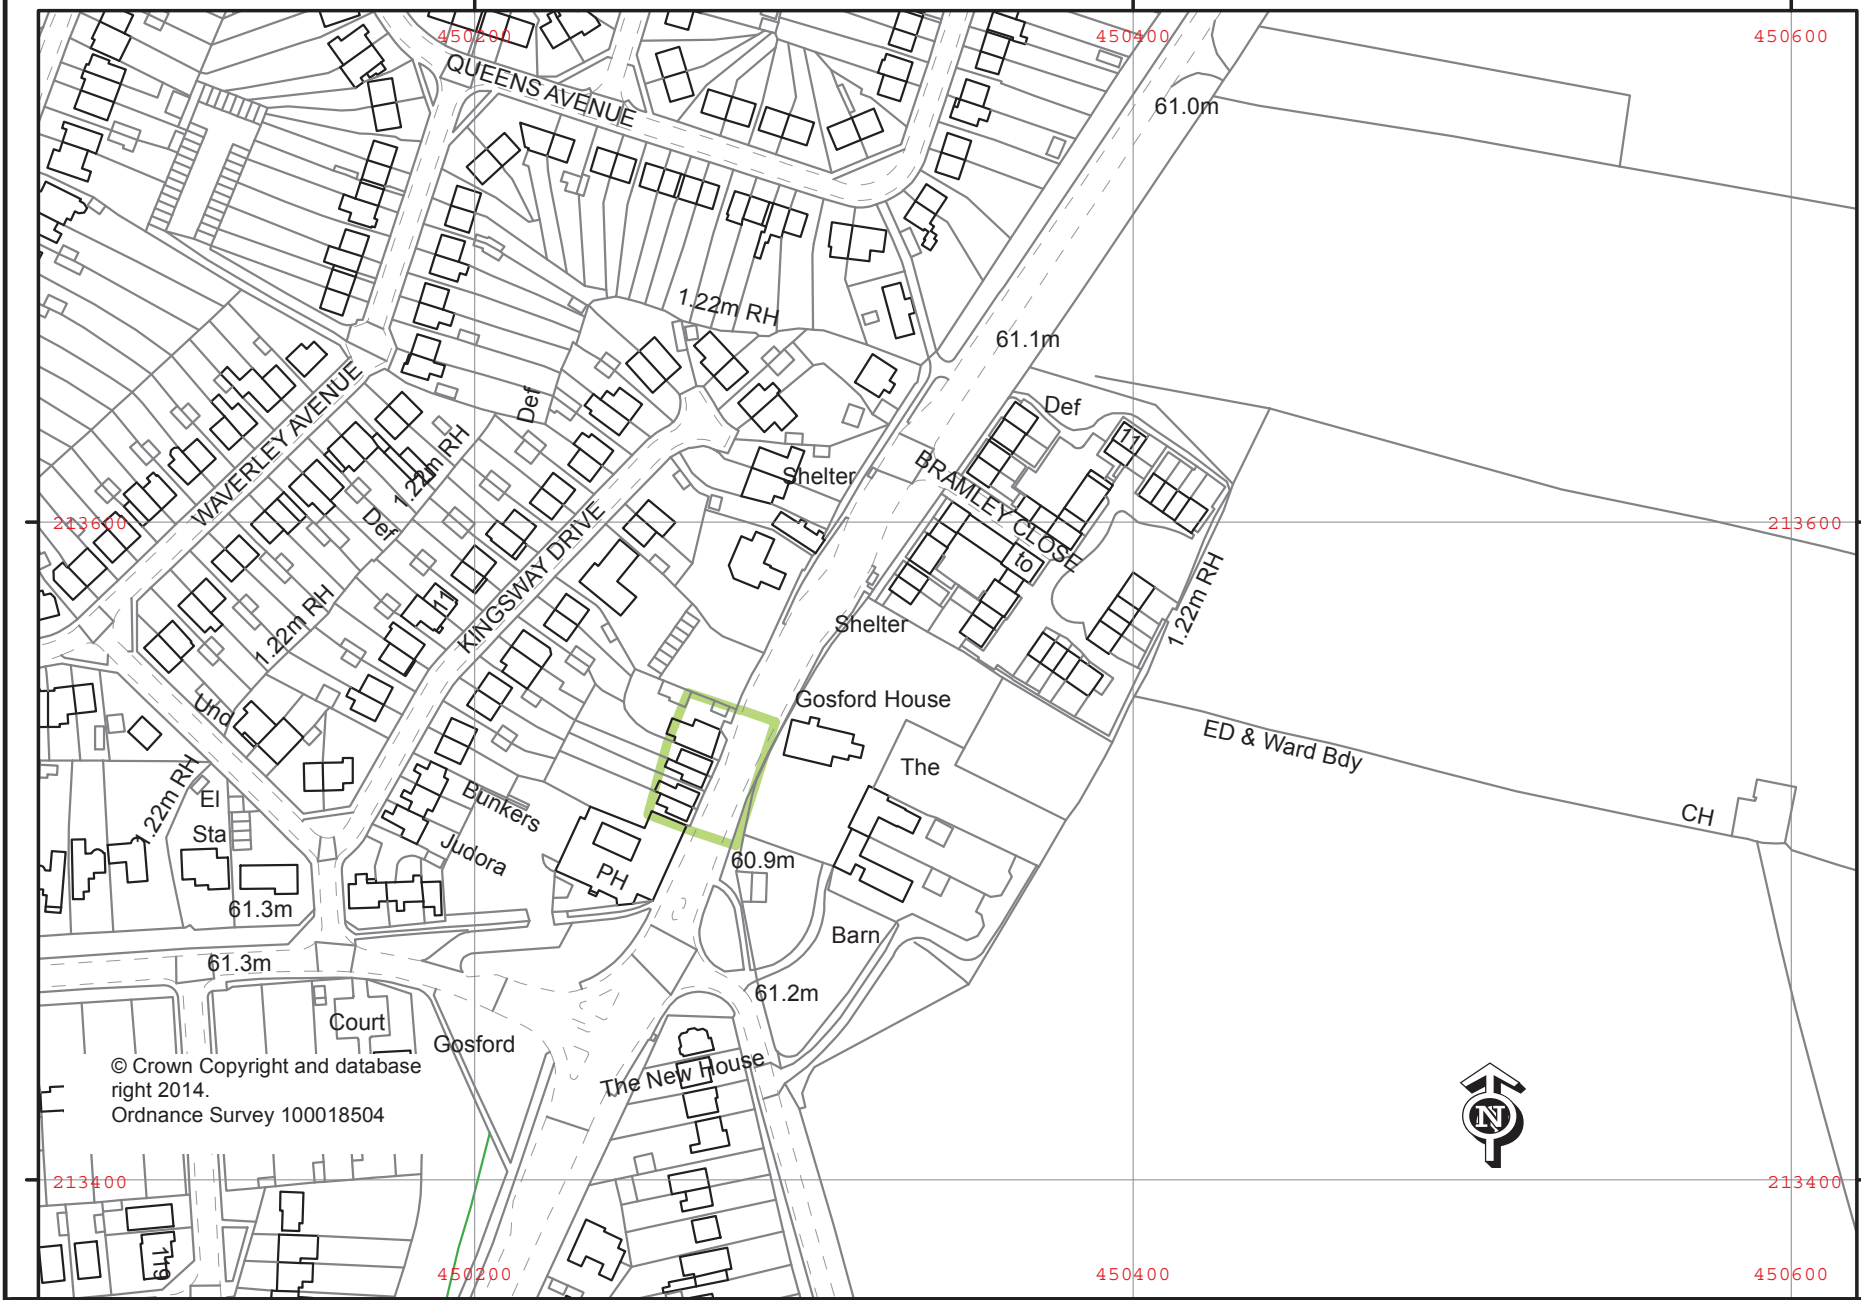 450200
450400
450600
QUEENS AVENUE
61.0m
1.22m RH
61.1m
WAVERLEY AVENUE
Def
Def
11
1.22m RH
BRAMLEY CLOSE
Shelter
213600
Def
KINGSWAY DRIVE
213600
to
1.22m RH
11
1.22m RH
Shelter
Und
Gosford House
ED & Ward Bdy
The
1.22m RH
El
Sta
Bunkers
CH
Judora
PH
60.9m
61.3m
Barn
61.3m
61.2m
Court
Gosford
The New House
© Crown Copyright and database
right 2014.
Ordnance Survey 100018504
N
213400
213400
119
450200
450400
450600